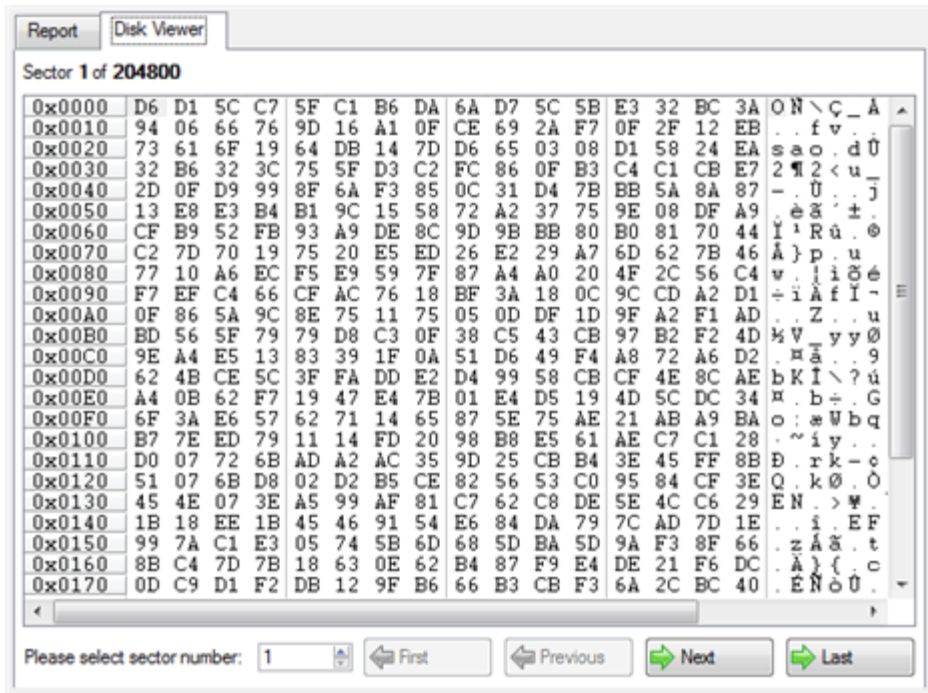 Report Disk Viewer
Sector 1 of 204800
0x0000 D6 D1 5C C7 5F C1 B6 DA 6A D7 5C 5B E3 32 BC 3A Ö Ñ \ Ç _ Á
0x0010 94 06 66 76 9D 16 A1 0F CE 69 2A F7 0F 2F 12 EB . . f v . .
0x0020 73 61 6F 19 64 DB 14 7D D6 65 03 08 D1 58 24 EA s a o . d Û
0x0030 32 B6 32 3C 75 5F D3 C2 FC 86 0F B3 C4 C1 CB E7 2 ¶ 2 < u _
0x0040 2D 0F D9 99 8F 6A F3 85 0C 31 D4 7B BB 5A 8A 87 - . Ù . . j
0x0050 13 E8 E3 B4 B1 9C 15 58 72 A2 37 75 9E 08 DF A9 . è ã ´ ± .
0x0060 CF B9 52 FB 93 A9 DE 8C 9D 9B BB 80 B0 81 70 44 Ï ¹ R û . ©
0x0070 C2 7D 70 19 75 20 E5 ED 26 E2 29 A7 6D 62 7B 46 Â } p . u
0x0080 77 10 A6 EC F5 E9 59 7F 87 A4 A0 20 4F 2C 56 C4 w . ¦ ì õ é
0x0090 F7 EF C4 66 CF AC 76 18 BF 3A 18 0C 9C CD A2 D1 ÷ ï Ä f Ï ¬
0x00A0 0F 86 5A 9C 8E 75 11 75 05 0D DF 1D 9F A2 F1 AD . . Z . . u
0x00B0 BD 56 5F 79 79 D8 C3 0F 38 C5 43 CB 97 B2 F2 4D ½ V _ y y Ø
0x00C0 9E A4 E5 13 83 39 1F 0A 51 D6 49 F4 A8 72 A6 D2 . ¤ å . . 9
0x00D0 62 4B CE 5C 3F FA DD E2 D4 99 58 CB CF 4E 8C AE b K Î \ ? ú
0x00E0 A4 0B 62 F7 19 47 E4 7B 01 E4 D5 19 4D 5C DC 34 ¤ . b ÷ . G
0x00F0 6F 3A E6 57 62 71 14 65 87 5E 75 AE 21 AB A9 BA o : æ W b q
0x0100 B7 7E ED 79 11 14 FD 20 98 B8 E5 61 AE C7 C1 28 · ~ í y . .
0x0110 D0 07 72 6B AD A2 AC 35 9D 25 CB B4 3E 45 FF 8B Ð . r k - ¢
0x0120 51 07 6B D8 02 D2 B5 CE 82 56 53 C0 95 84 CF 3E Q . k Ø . Ò
0x0130 45 4E 07 3E A5 99 AF 81 C7 62 C8 DE 5E 4C C6 29 E N . > ¥ .
0x0140 1B 18 EE 1B 45 46 91 54 E6 84 DA 79 7C AD 7D 1E . . î . E F
0x0150 99 7A C1 E3 05 74 5B 6D 68 5D BA 5D 9A F3 8F 66 . z Á ã . t
0x0160 8B C4 7D 7B 18 63 0E 62 B4 87 F9 E4 DE 21 F6 DC . Ä } { . c
0x0170 0D C9 D1 F2 DB 12 9F B6 66 B3 CB F3 6A 2C BC 40 . É Ñ ò Û .
Please select sector number: 1 First Previous Next Last